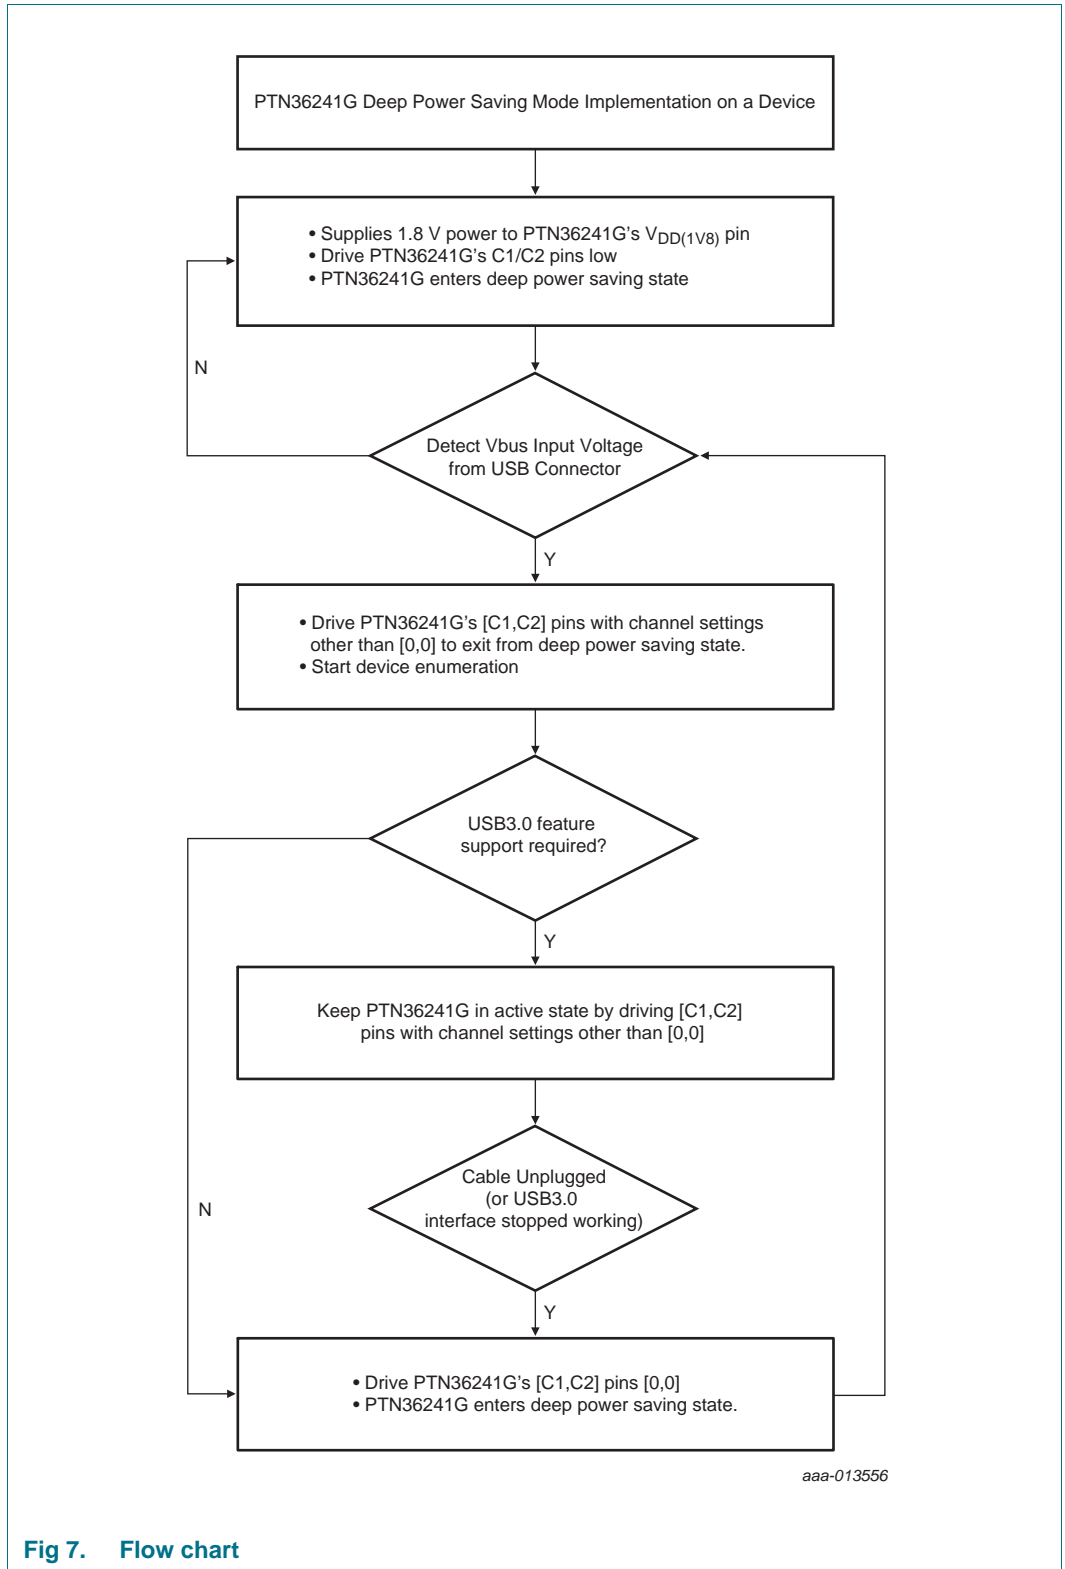 PTN36241G Deep Power Saving Mode Implementation on a Device
• Supplies 1.8 V power to PTN36241G's VDD(1V8) pin
• Drive PTN36241G's C1/C2 pins low
• PTN36241G enters deep power saving state
N
Detect Vbus Input Voltage
from USB Connector
Y
• Drive PTN36241G's [C1,C2] pins with channel settings
other than [0,0] to exit from deep power saving state.
• Start device enumeration
USB3.0 feature
support required?
Y
Keep PTN36241G in active state by driving [C1,C2]
pins with channel settings other than [0,0]
Cable Unplugged
(or USB3.0
interface stopped working)
N
Y
• Drive PTN36241G's [C1,C2] pins [0,0]
• PTN36241G enters deep power saving state.
aaa-013556
Fig 7. Flow chart